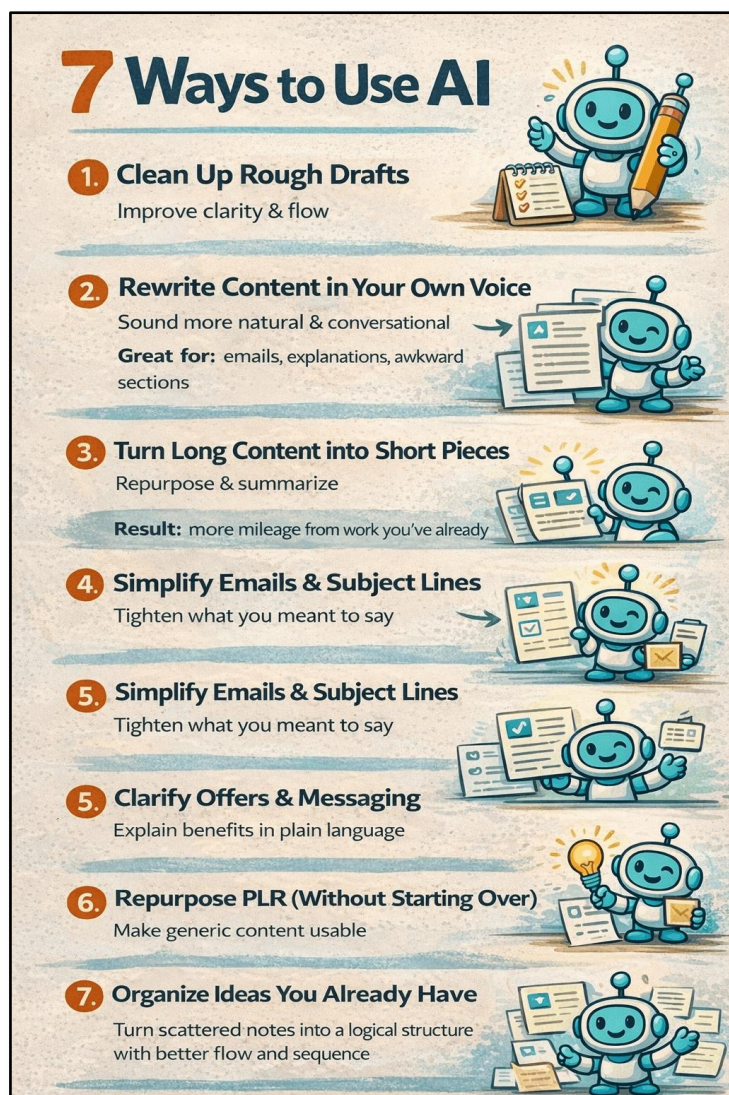 7 Ways to Use AI
1. Clean Up Rough Drafts
Improve clarity & flow
2. Rewrite Content in Your Own Voice
Sound more natural & conversational
Great for: emails, explanations, awkward
sections
3. Turn Long Content into Short Pieces
Repurpose & summarize
Result: more mileage from work you've already
4. Simplify Emails & Subject Lines
Tighten what you meant to say
5. Simplify Emails & Subject Lines
Tighten what you meant to say
5. Clarify Offers & Messaging
Explain benefits in plain language
6. Repurpose PLR (Without Starting Over)
Make generic content usable
7. Organize Ideas You Already Have
Turn scattered notes into a logical structure
with better flow and sequence